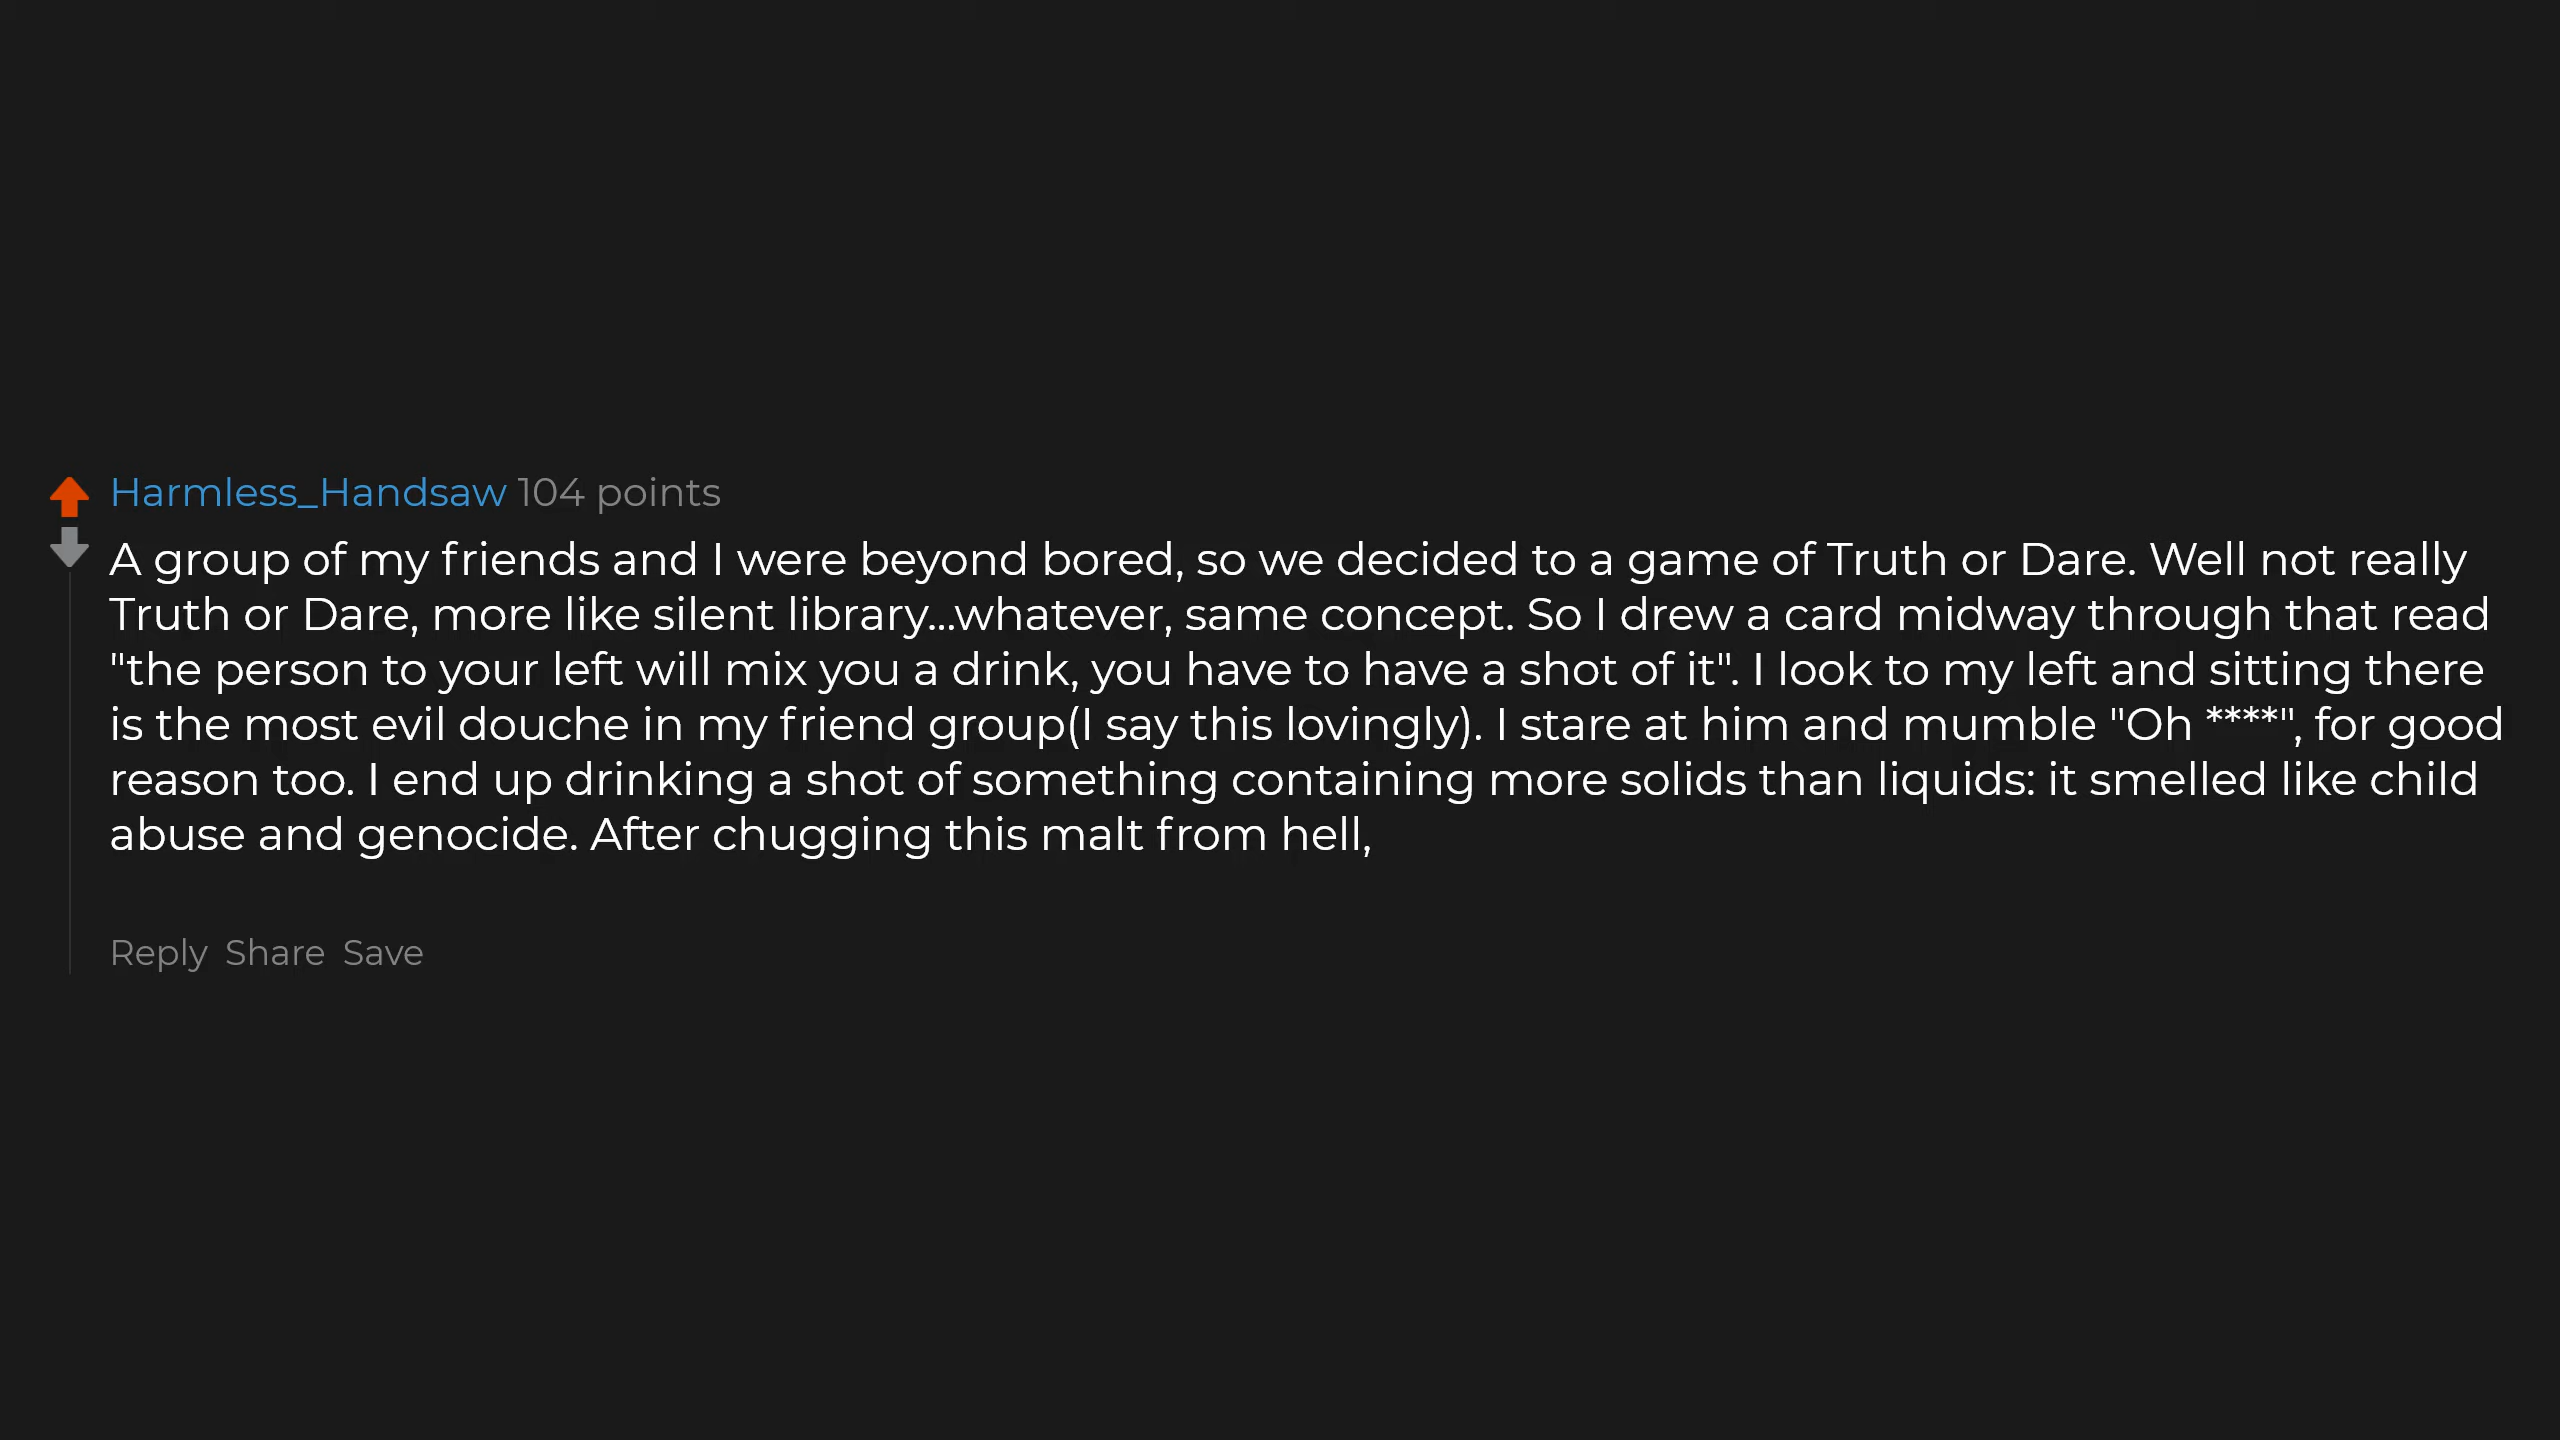 Harmless_Handsaw 104 points
A group of my friends and I were beyond bored, so we decided to a game of Truth or Dare. Well not really
Truth or Dare, more like silent library...whatever, same concept. So I drew a card midway through that read
"the person to your left will mix you a drink, you have to have a shot of it". I look to my left and sitting there
is the most evil douche in my friend group(I say this lovingly). I stare at him and mumble "Oh ****", for good
reason too. I end up drinking a shot of something containing more solids than liquids: it smelled like child
abuse and genocide. After chugging this malt from hell,
Reply Share Save